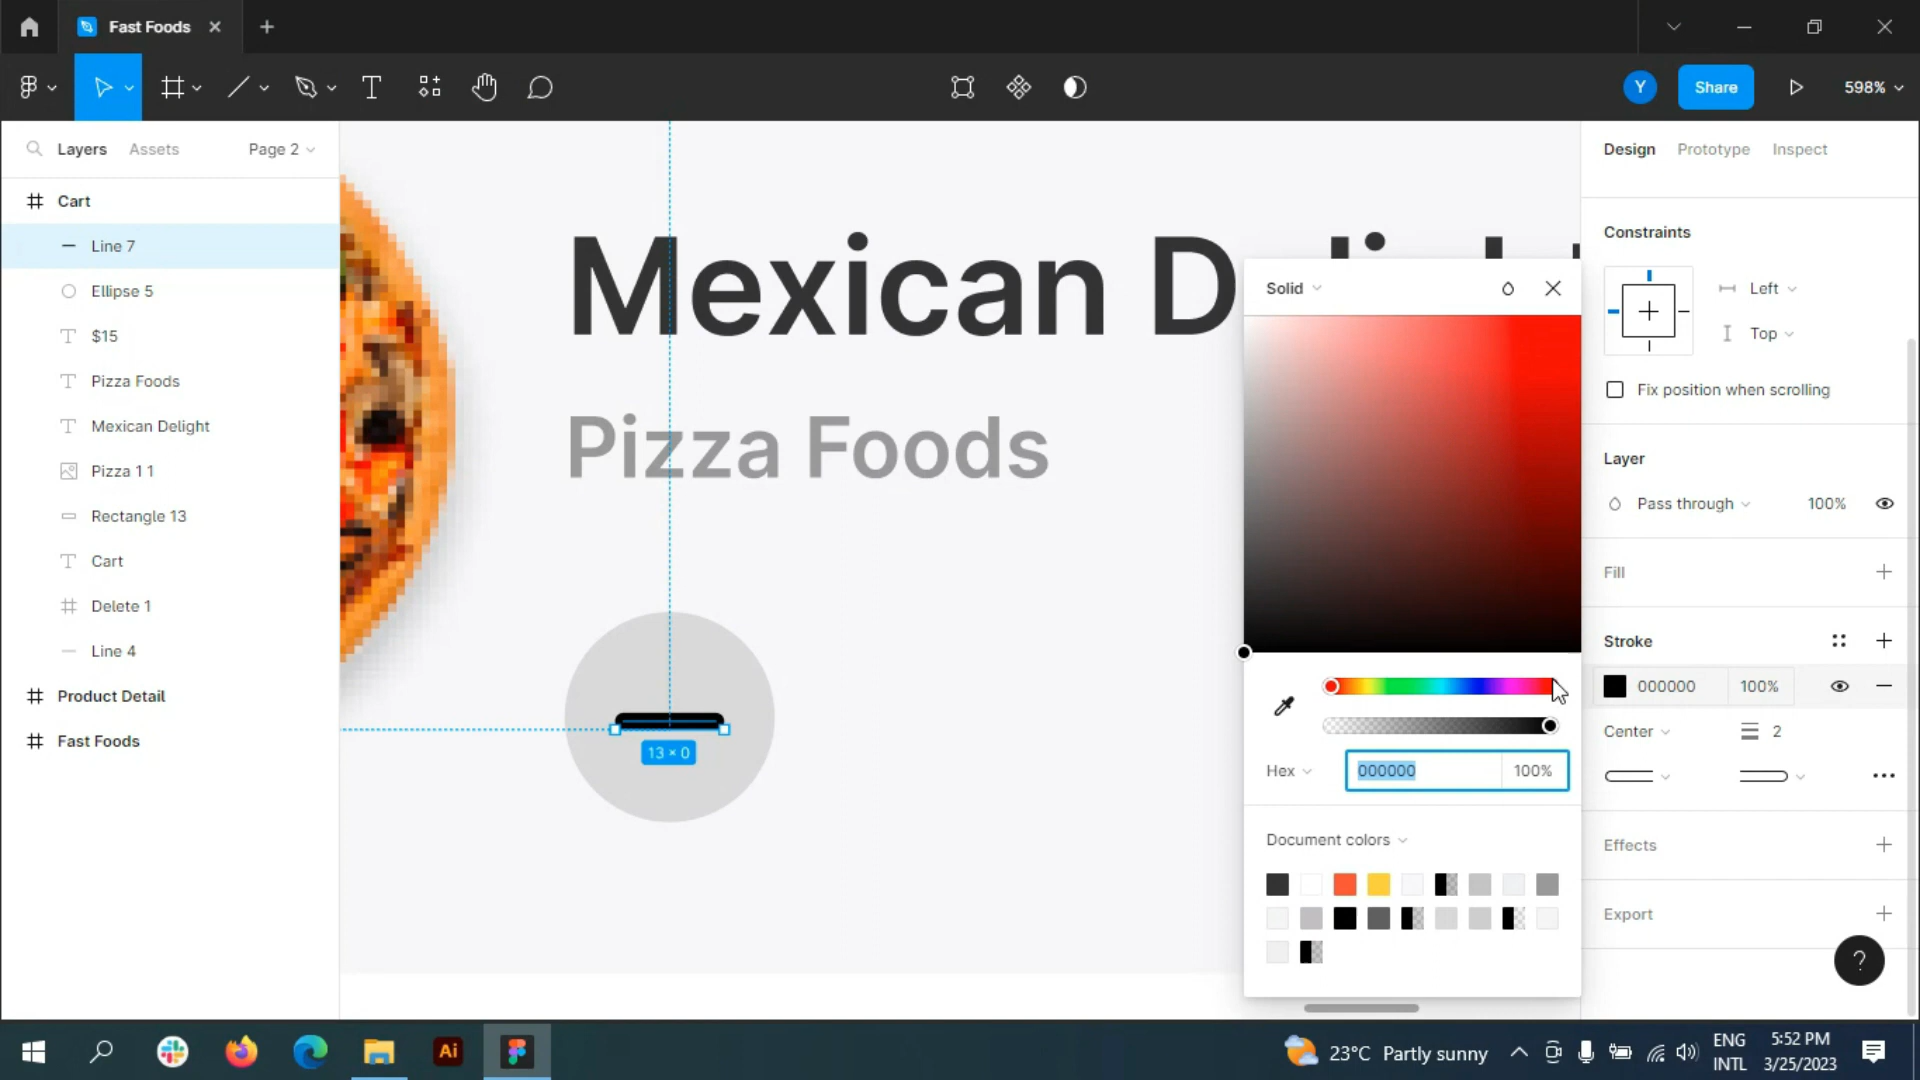 Fast Foods
Share
Y
598%
Layers
Assets
Page 2
Cart
Line 7
Ellipse 5
$15
Pizza Foods
Mexican Delight
Pizza 1 1
Rectangle 13
Cart
Delete 1
Line 4
Product Detail
Fast Foods
Mexican D
Pizza Foods
13 × 0
Solid
Hex
000000
100%
Document colors
Design
Prototype
Inspect
Constraints
Left
Top
Fix position when scrolling
Layer
Pass through
100%
Fill
Stroke
000000
100%
Center
2
Effects
Export
?
Ai
23°C Partly sunny
ENG
INTL
5:52 PM
3/25/2023